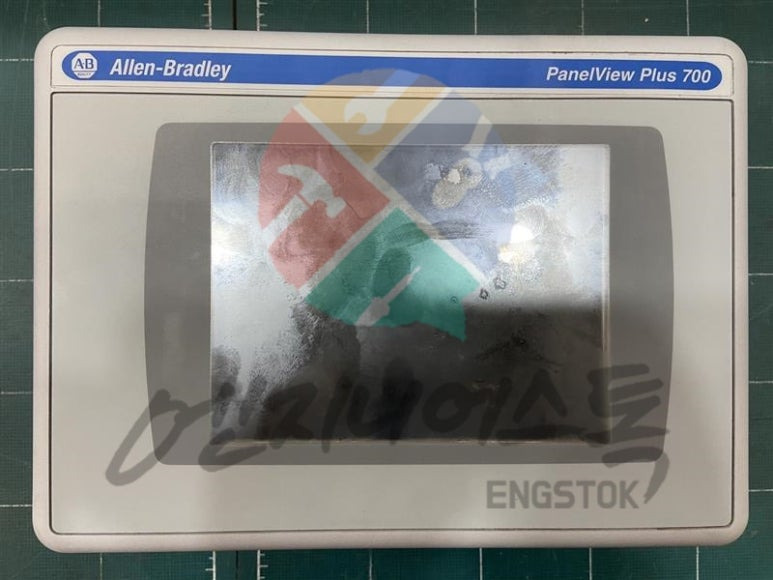 AB
Allen-Bradley
PanelView Plus 700
엔지니어스톡
ENGSTOK